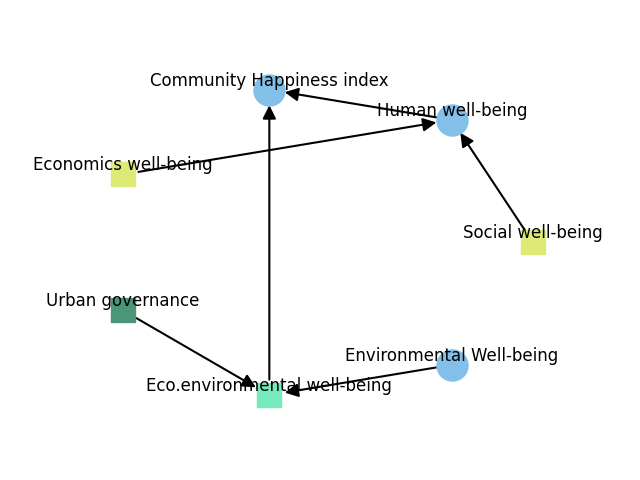 Community Happiness index
Human well-being
Economics well-being
Social well-being
Urban governance
Environmental Well-being
Eco.environmental well-being